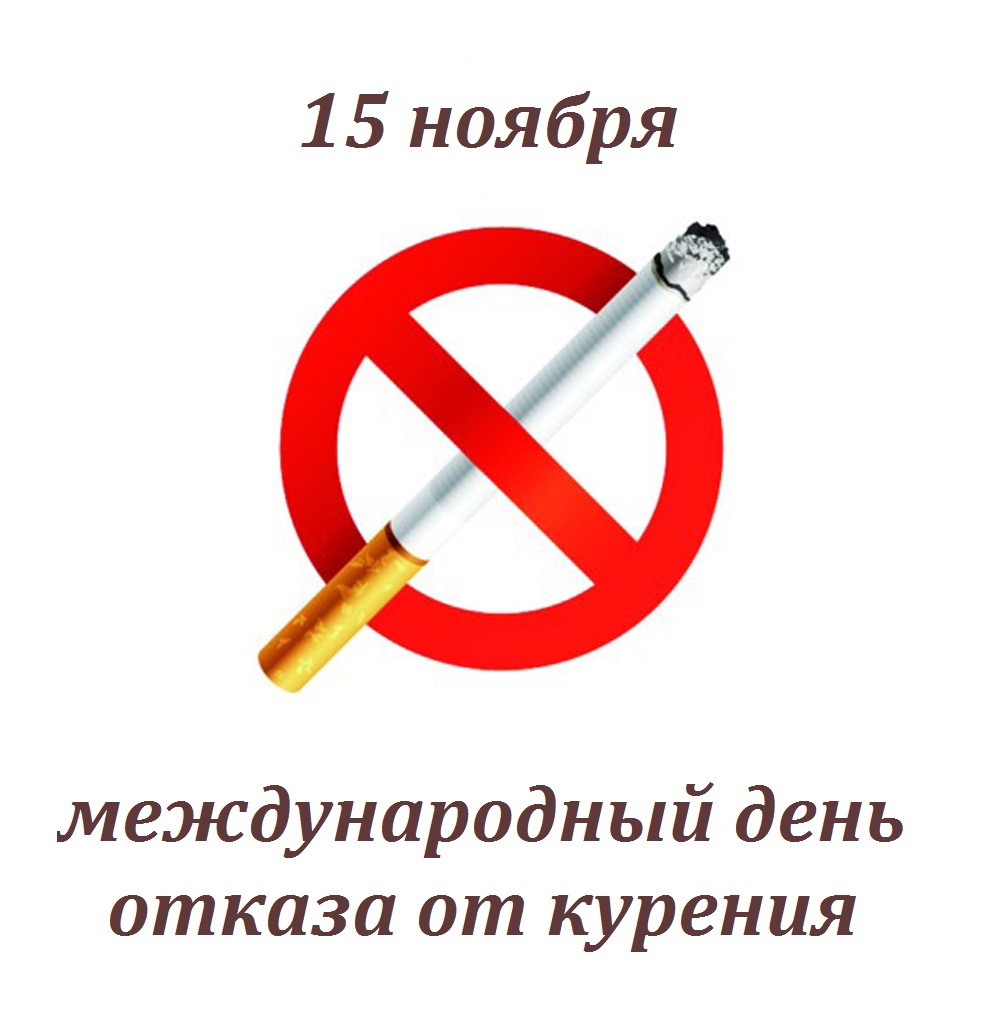 15 ноября
международный день
отказа от курения